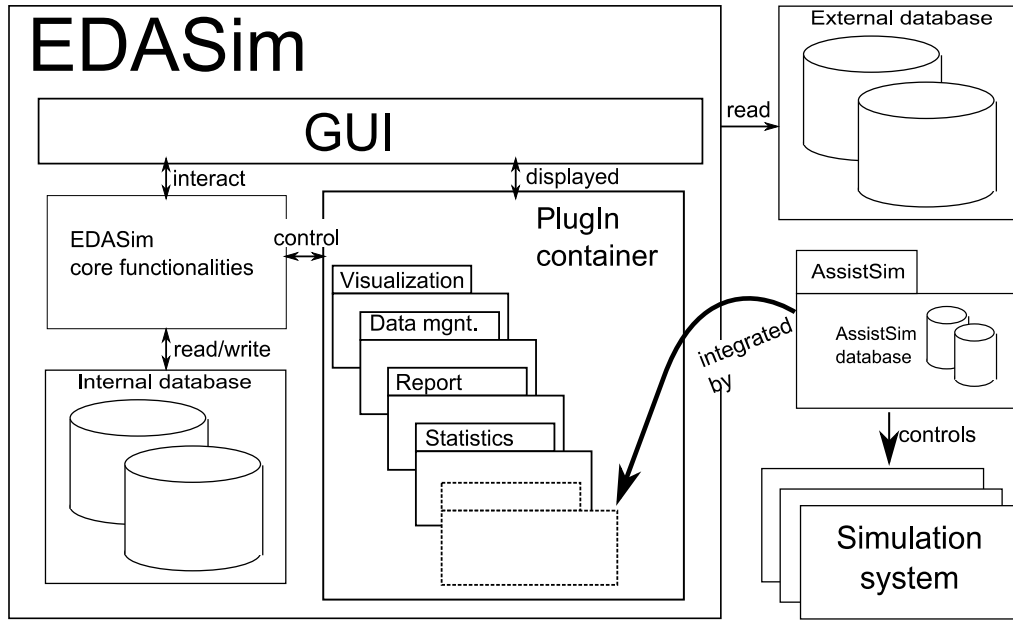 EDASim
GUI
interact
displayed
EDASim
core functionalities
control
read/write
Internal database
PlugIn
container
Visualization
Data mgnt.
Report
Statistics
read
External database
integrated
by
AssistSim
AssistSim
database
controls
Simulation
system